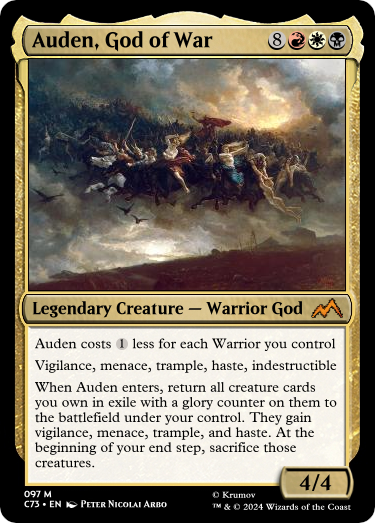 Auden, God of War 8
Legendary Creature — Warrior God
Auden costs 1 less for each Warrior you control
Vigilance, menace, trample, haste, indestructible
When Auden enters, return all creature cards
you own in exile with a glory counter on them to
the battlefield under your control. They gain
vigilance, menace, trample, and haste. At the
beginning of your end step, sacrifice those
creatures.
4/4
097 M © Krumov
C73 • EN Peter Nicolai Arbo ™ & © 2024 Wizards of the Coast